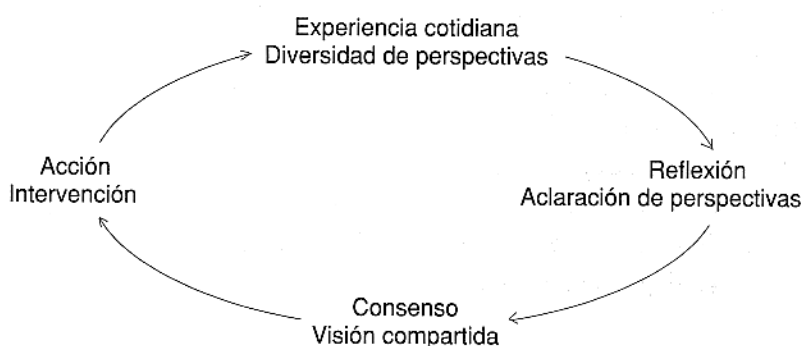 Experiencia cotidiana
Diversidad de perspectivas
Reflexión
Aclaración de perspectivas
Consenso
Visión compartida
Acción
Intervención